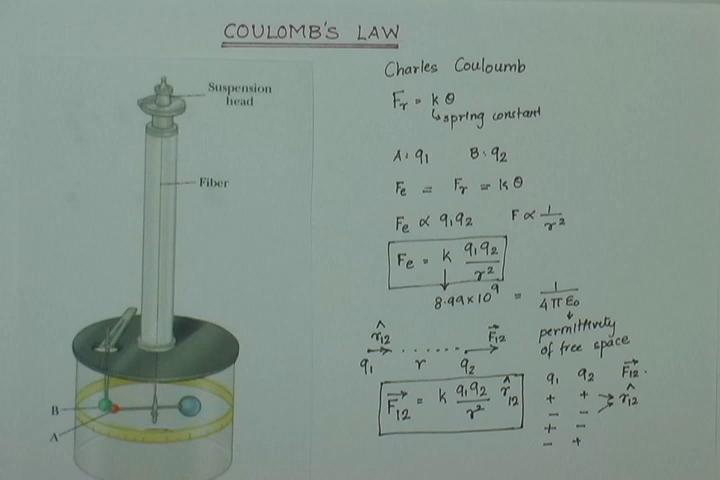 COULOMB'S LAW
Suspension
head
Fiber
B
A
Charles Couloumb
Fr = kθ
↳ spring constant
A: q1 B: q2
Fe = Fr = kθ
Fe ∝ q1q2 F ∝ 1/r²
Fe = k q1q2/r²
8.99×10⁹ = 1/4πε0
permittivity
of free space
r̂12 F⃗12
q1 r q2
F⃗12 = k q1q2/r² r̂12
q1 q2 F⃗12.
+ + → r̂12
- -
+ -
- +